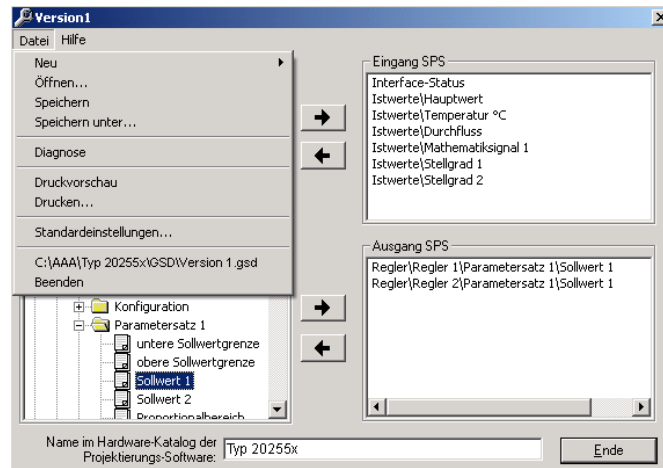 Version1
Datei Hilfe
Neu
Öffnen...
Speichern
Speichern unter...
Diagnose
Druckvorschau
Drucken...
Standardeinstellungen...
C:\AAA\Typ 20255x\GSD\Version 1.gsd
Beenden
Konfiguration
Parametersatz 1
untere Sollwertgrenze
obere Sollwertgrenze
Sollwert 1
Sollwert 2
Proportionalbereich
Eingang SPS
Interface-Status
Istwerte\Hauptwert
Istwerte\Temperatur °C
Istwerte\Durchfluss
Istwerte\Mathematiksignal 1
Istwerte\Stellgrad 1
Istwerte\Stellgrad 2
Ausgang SPS
Regler\Regler 1\Parametersatz 1\Sollwert 1
Regler\Regler 2\Parametersatz 1\Sollwert 1
Name im Hardware-Katalog der
Projektierungs-Software:
Typ 20255x
Ende